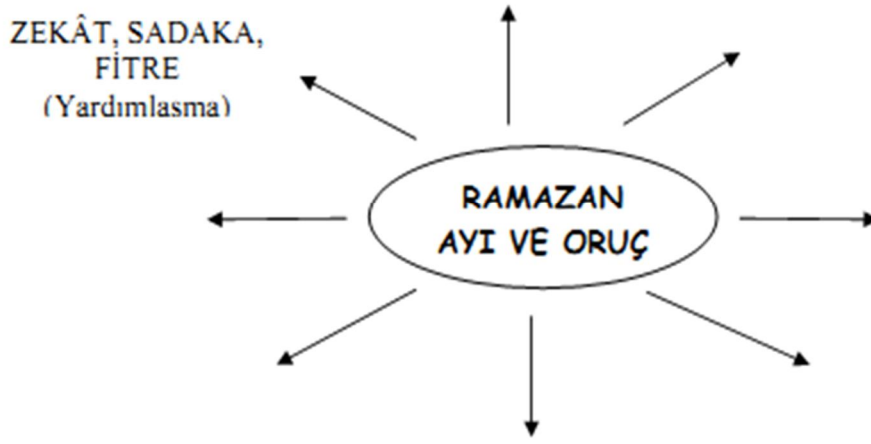 ZEKÂT, SADAKA,
FİTRE
(Yardımlasma)
RAMAZAN
AYI VE ORUÇ